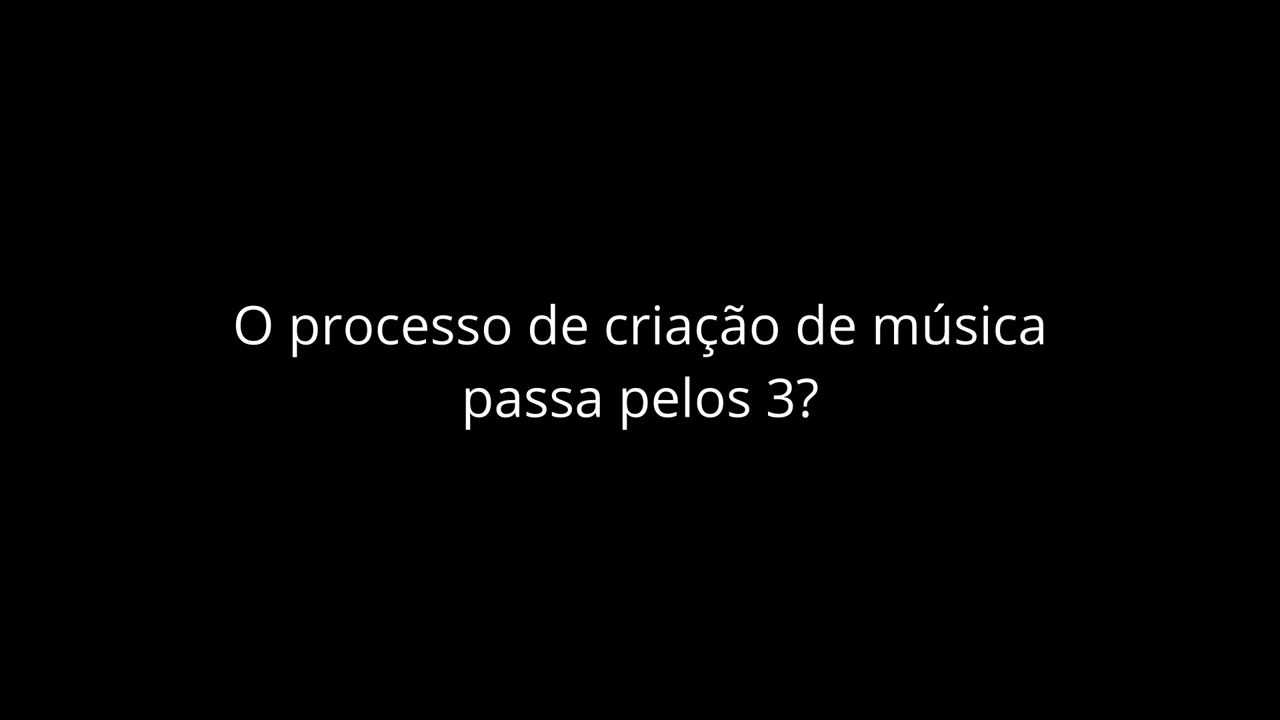 O processo de criação de música
passa pelos 3?